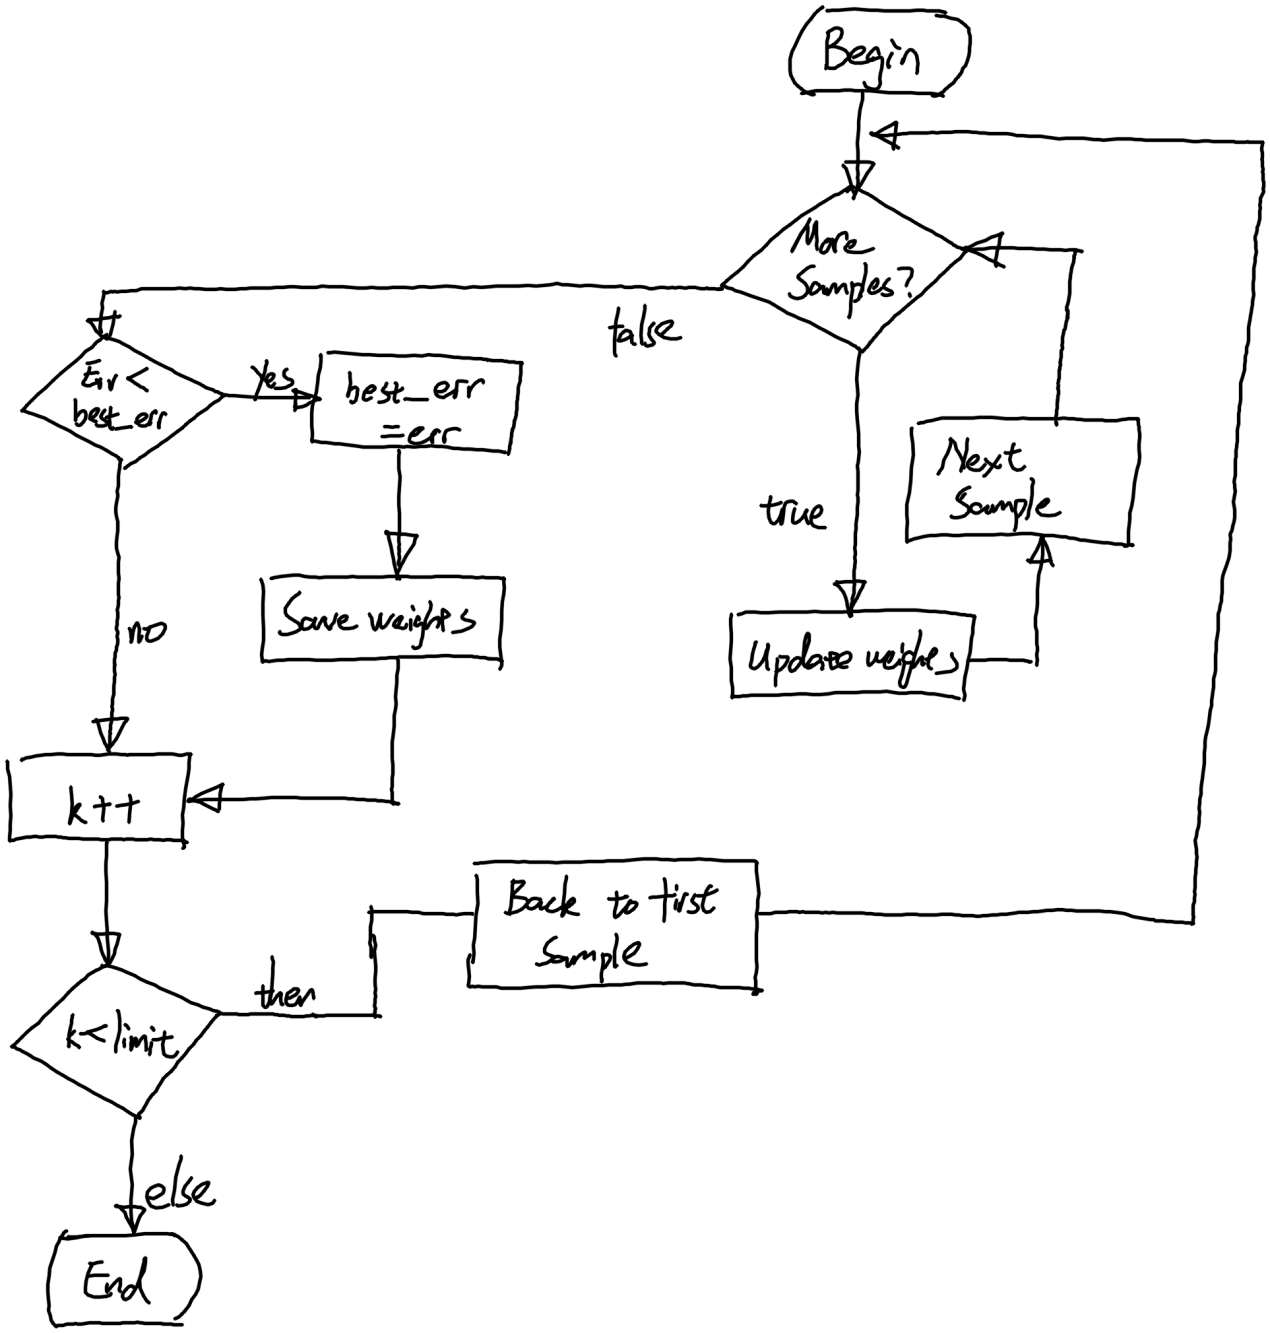 Begin
More
Samples?
false
Err <
best_err
Yes
best_err
=err
Next
Sample
true
no
Save weights
Update weights
k++
Back to first
Sample
then
k<limit
else
End